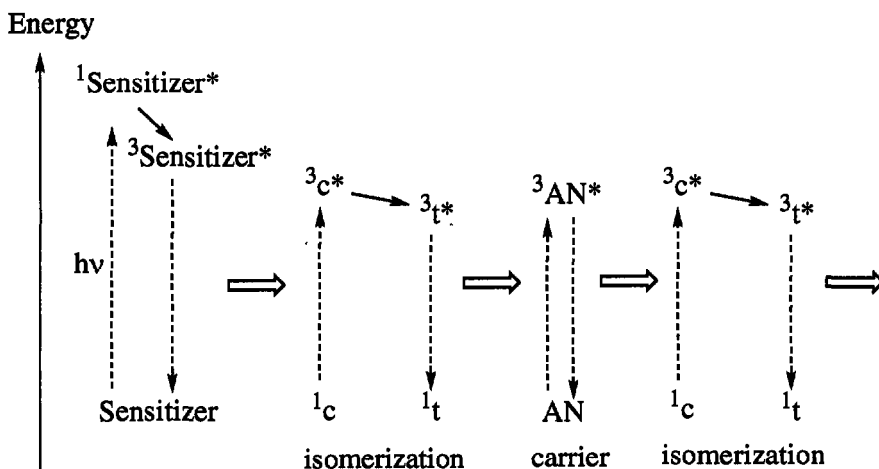 Energy
¹Sensitizer*
³Sensitizer*
³c* ³t* ³AN* ³c* ³t*
hν
Sensitizer ¹c ¹t AN ¹c ¹t
isomerization carrier isomerization